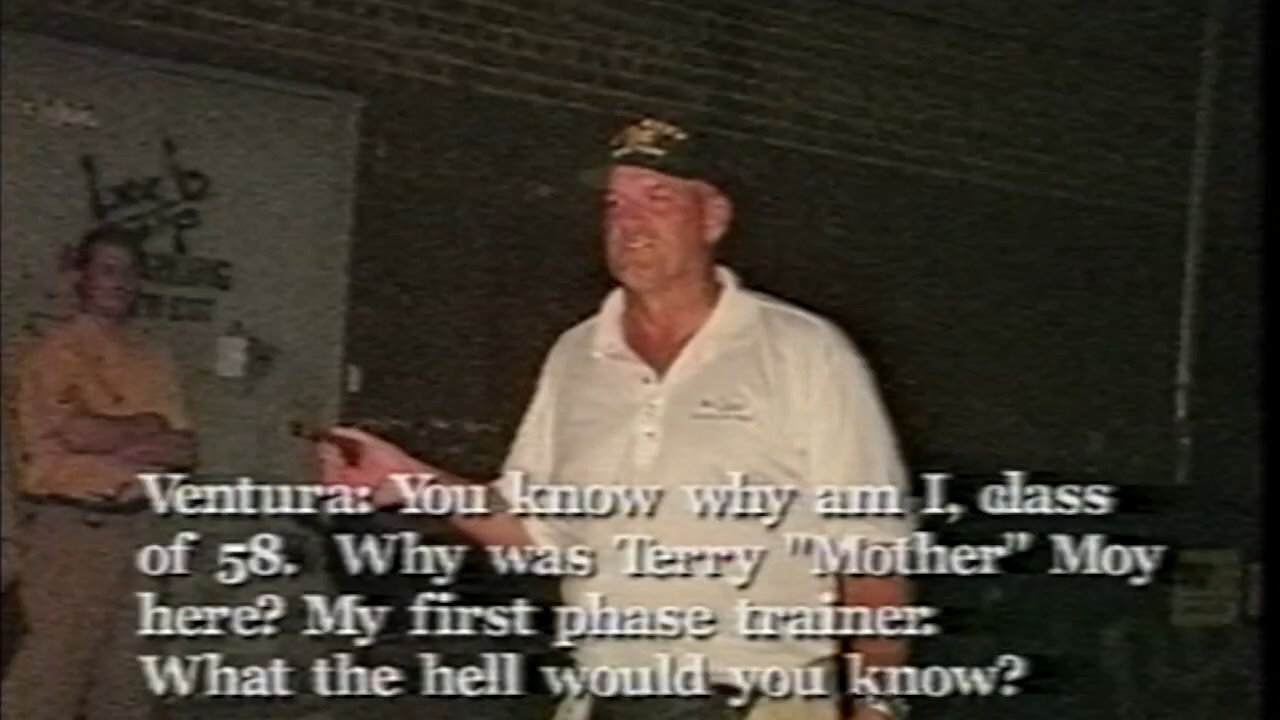 Ventura: You know why am I, class
of 58. Why was Terry "Mother" Moy
here? My first phase trainer.
What the hell would you know?